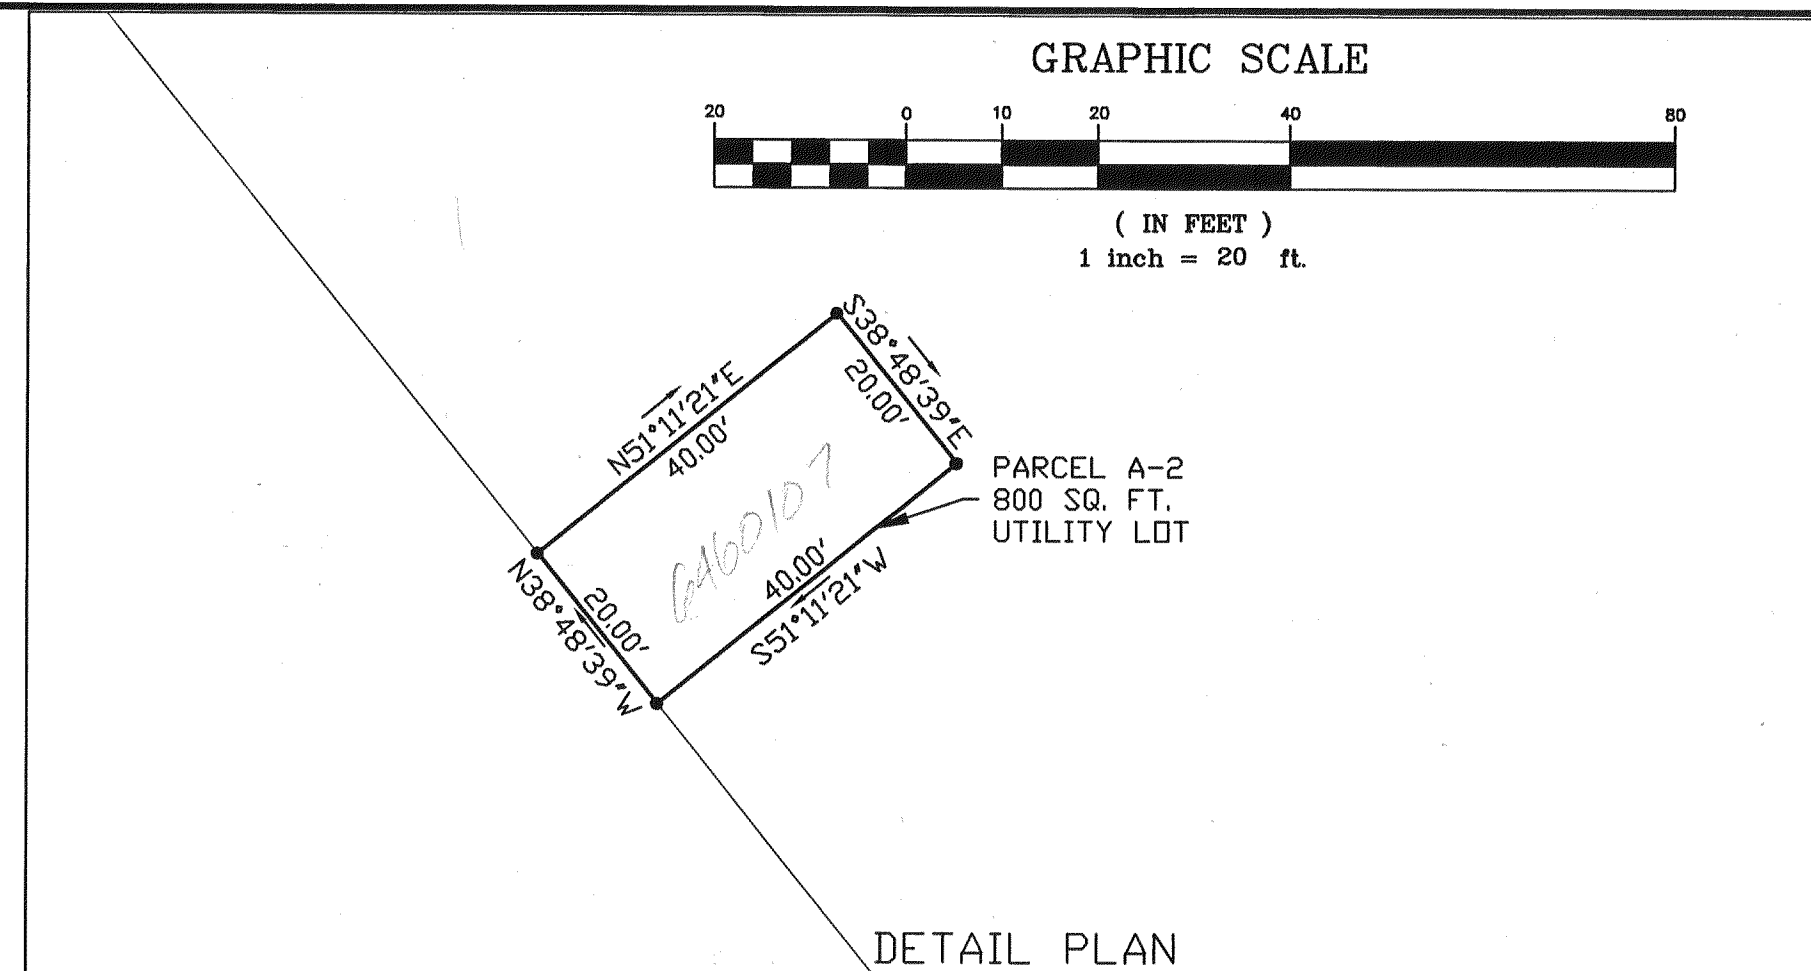 GRAPHIC SCALE
20 0 10 20 40 80
( IN FEET )
1 inch = 20 ft.
S38°48'39"E
20.00'
N51°11'21"E
40.00'
PARCEL A-2
800 SQ. FT.
UTILITY LOT
6460107
40.00'
S51°11'21"W
20.00'
N38°48'39"W
DETAIL PLAN